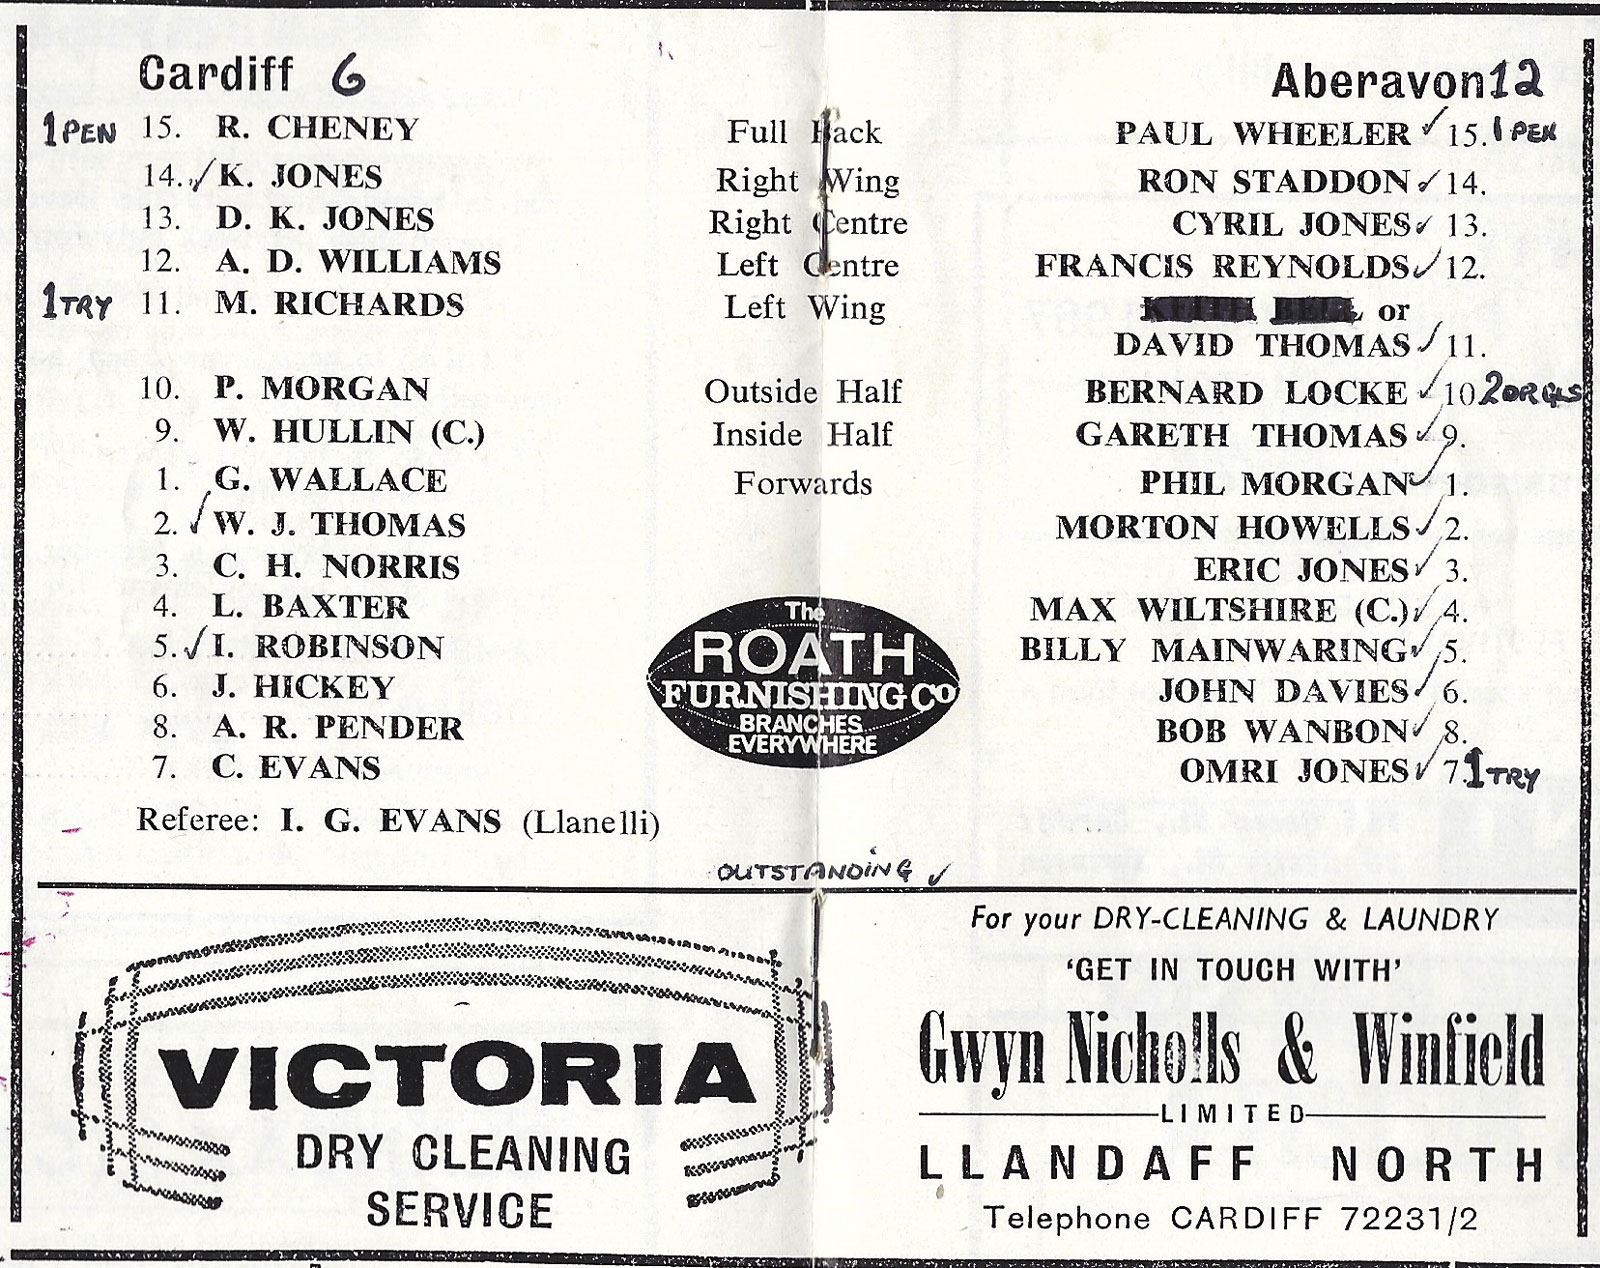 Cardiff 6 Aberavon 12
1 PEN 15. R. CHENEY Full Back PAUL WHEELER ✓ 15. 1 PEN
14. ✓ K. JONES Right Wing RON STADDON ✓ 14.
13. D. K. JONES Right Centre CYRIL JONES ✓ 13.
12. A. D. WILLIAMS Left Centre FRANCIS REYNOLDS ✓ 12.
1 TRY 11. M. RICHARDS Left Wing KEITH BELL or
DAVID THOMAS ✓ 11.
10. P. MORGAN Outside Half BERNARD LOCKE ✓ 10 2 DR GLS
9. W. HULLIN (C.) Inside Half GARETH THOMAS ✓ 9.
1. G. WALLACE Forwards PHIL MORGAN ✓ 1.
2. ✓ W. J. THOMAS MORTON HOWELLS ✓ 2.
3. C. H. NORRIS ERIC JONES ✓ 3.
4. L. BAXTER MAX WILTSHIRE (C.) ✓ 4.
5. ✓ I. ROBINSON BILLY MAINWARING ✓ 5.
6. J. HICKEY JOHN DAVIES ✓ 6.
8. A. R. PENDER BOB WANBON ✓ 8.
7. C. EVANS OMRI JONES ✓ 7. 1 TRY
The
ROATH
FURNISHING CO
BRANCHES
EVERYWHERE
Referee: I. G. EVANS (Llanelli)
OUTSTANDING ✓
VICTORIA
DRY CLEANING
SERVICE
For your DRY-CLEANING & LAUNDRY
'GET IN TOUCH WITH'
Gwyn Nicholls & Winfield
LIMITED
LLANDAFF NORTH
Telephone CARDIFF 72231/2